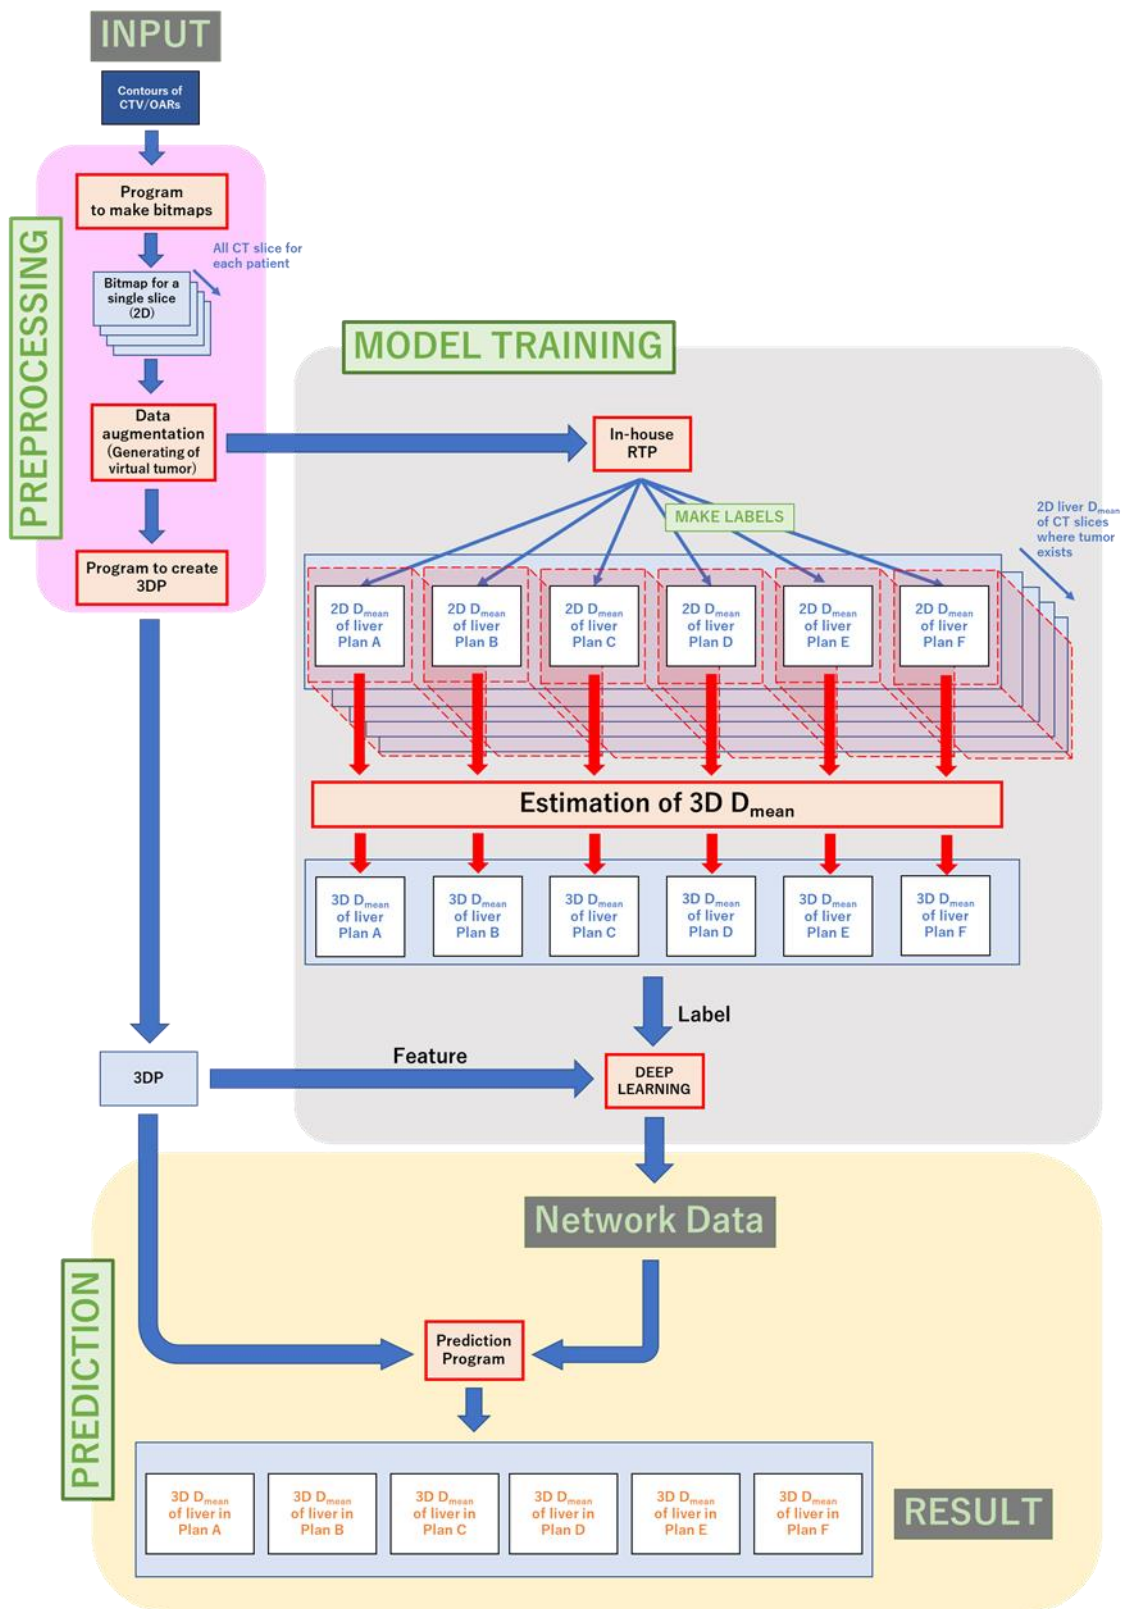 INPUT
Contours of
CTV/OARs
PREPROCESSING
Program
to make bitmaps
All CT slice for
each patient
Bitmap for a
single slice
(2D)
Data
augmentation
(Generating of
virtual tumor)
Program to create
3DP
MODEL TRAINING
In-house
RTP
MAKE LABELS
2D liver Dmean
of CT slices
where tumor
exists
2D Dmean
of liver
Plan A
2D Dmean
of liver
Plan B
2D Dmean
of liver
Plan C
2D Dmean
of liver
Plan D
2D Dmean
of liver
Plan E
2D Dmean
of liver
Plan F
Estimation of 3D Dmean
3D Dmean
of liver
Plan A
3D Dmean
of liver
Plan B
3D Dmean
of liver
Plan C
3D Dmean
of liver
Plan D
3D Dmean
of liver
Plan E
3D Dmean
of liver
Plan F
Label
3DP
Feature
DEEP
LEARNING
PREDICTION
Network Data
Prediction
Program
3D Dmean
of liver in
Plan A
3D Dmean
of liver in
Plan B
3D Dmean
of liver in
Plan C
3D Dmean
of liver in
Plan D
3D Dmean
of liver in
Plan E
3D Dmean
of liver in
Plan F
RESULT